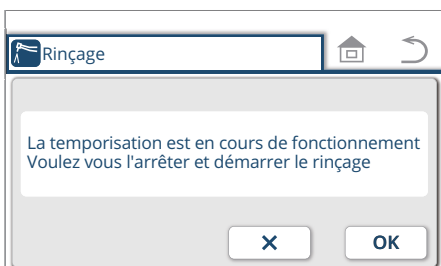 Rinçage
La temporisation est en cours de fonctionnement
Voulez vous l'arrêter et démarrer le rinçage
OK